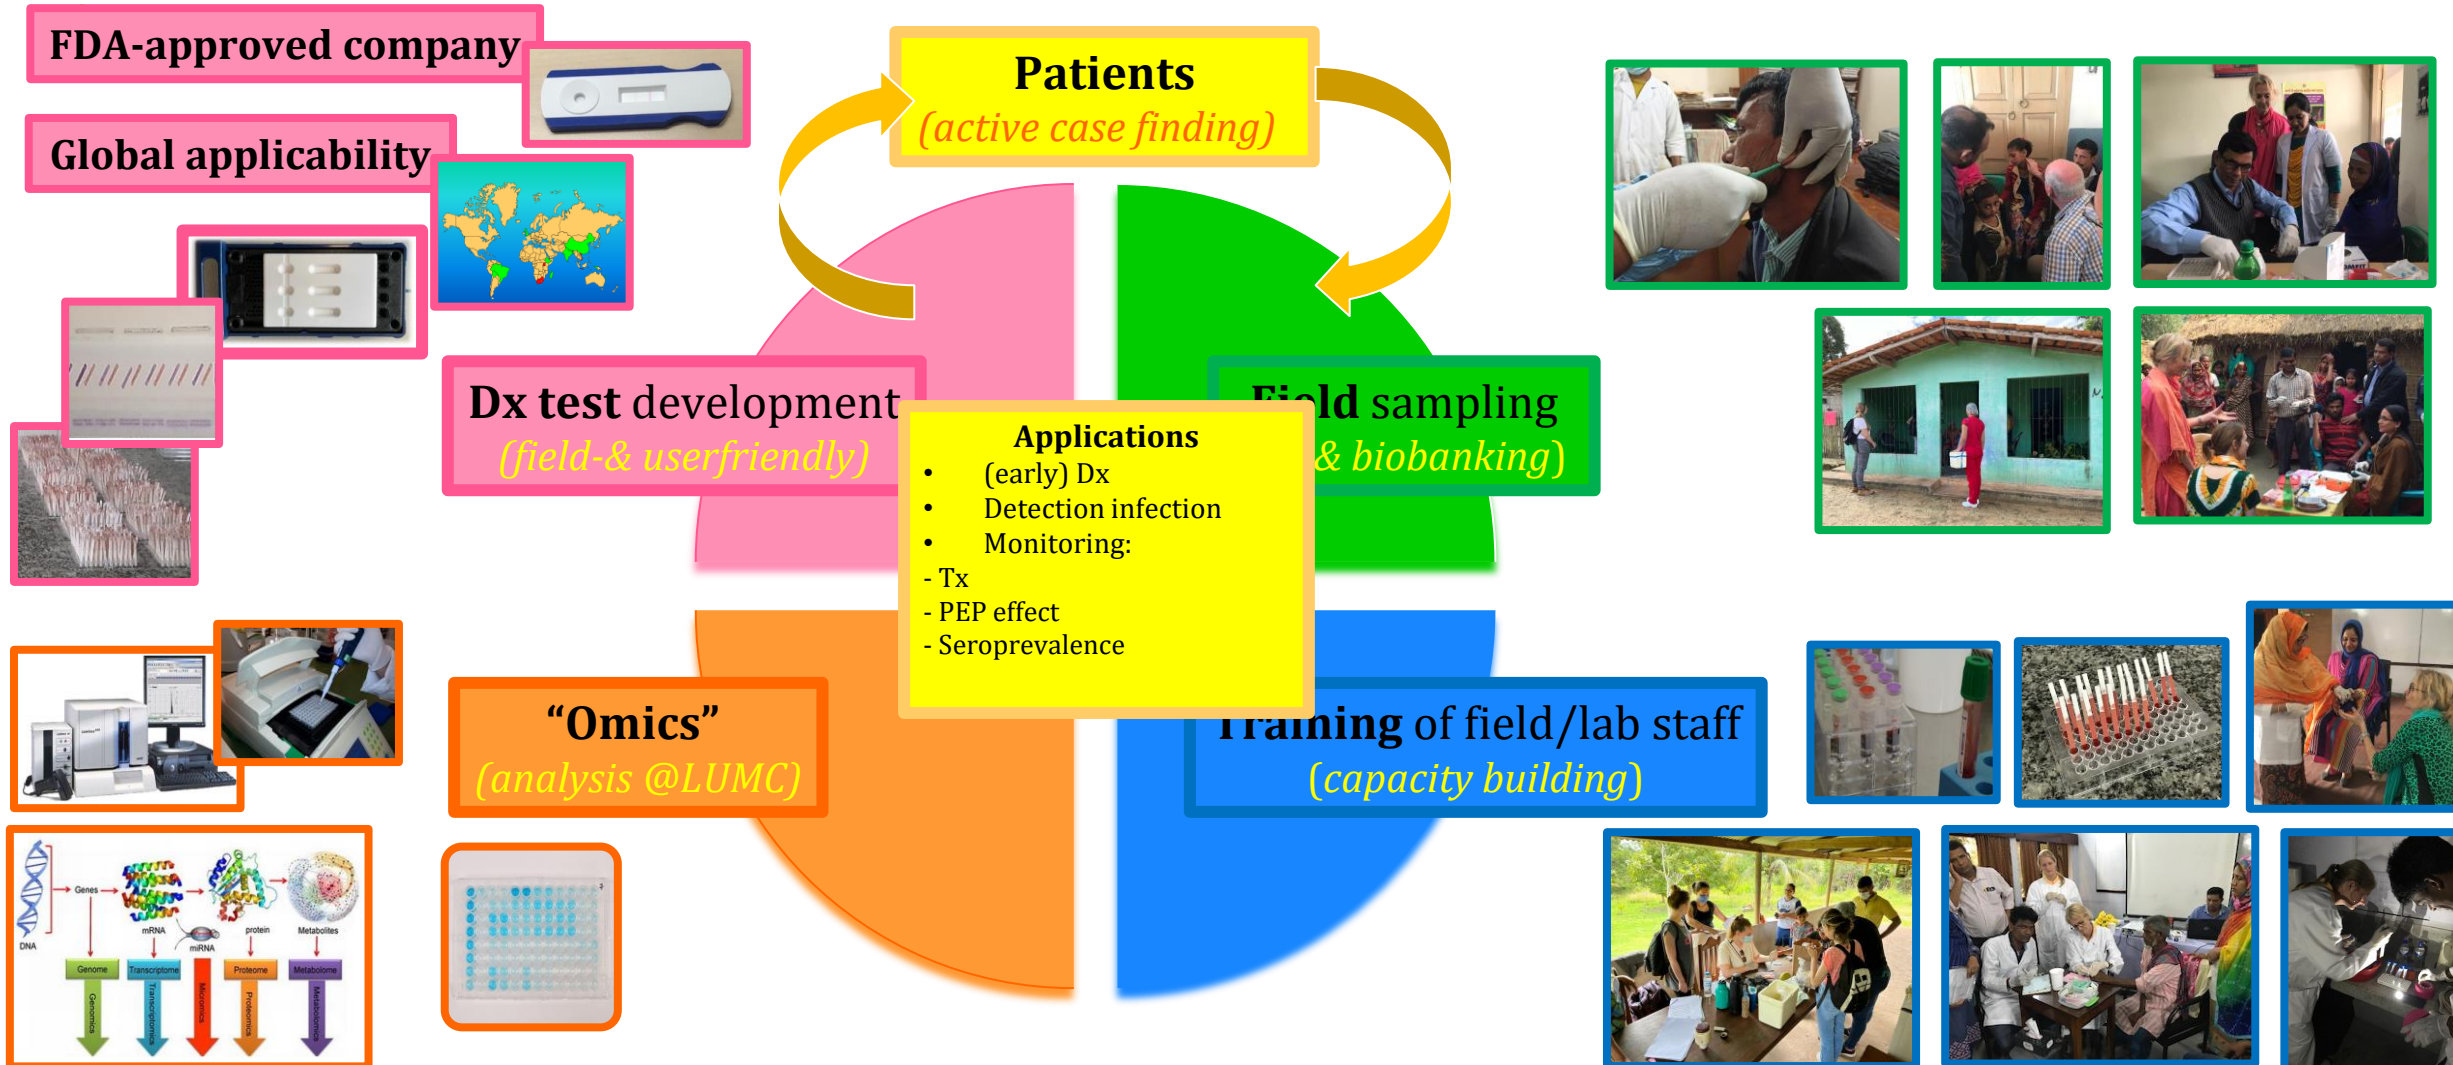 FDA-approved company
Global applicability
Patients
(active case finding)
Dx test development
(field-& userfriendly)
Field sampling
& biobanking)
Applications
• (early) Dx
• Detection infection
• Monitoring:
- Tx
- PEP effect
- Seroprevalence
"Omics"
(analysis @LUMC)
Training of field/lab staff
(capacity building)
DNA
Genes
mRNA
miRNA
protein
Metabolites
Genome
Transcriptome
Proteome
Metabolome
Genomics
Transcriptomics
Micromics
Proteomics
Metabolomics